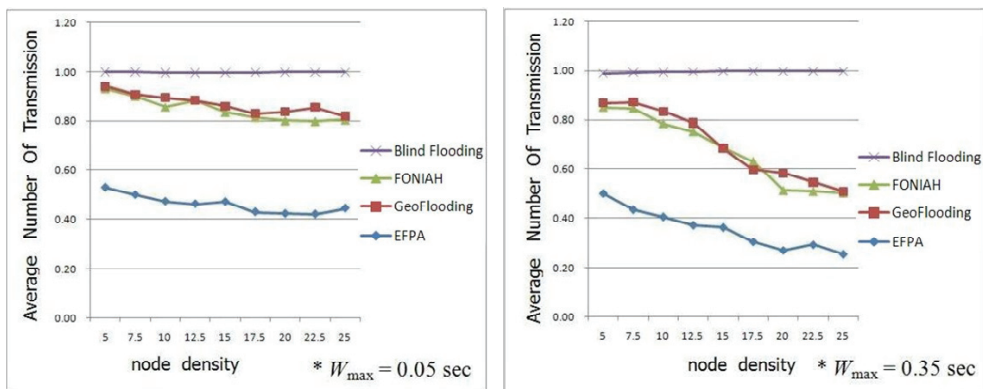 Average Number Of Transmission
1.20
1.00
0.80
0.60
0.40
0.20
0.00
5 7.5 10 12.5 15 17.5 20 22.5 25
node density
* Wmax = 0.05 sec
Blind Flooding
FONIAH
GeoFlooding
EFPA
Average Number Of Transmission
1.20
1.00
0.80
0.60
0.40
0.20
0.00
5 7.5 10 12.5 15 17.5 20 22.5 25
node density
* Wmax = 0.35 sec
Blind Flooding
FONIAH
GeoFlooding
EFPA